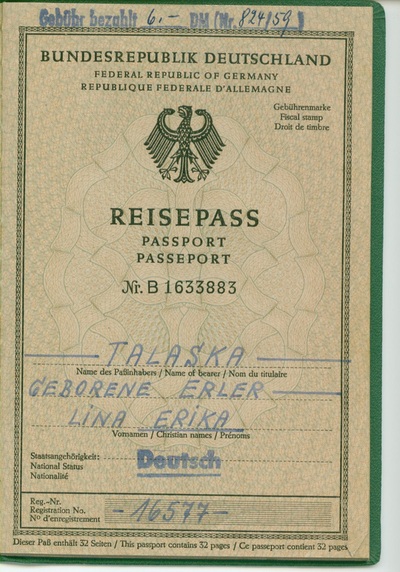 Gebühr bezahlt 6.- DM (Nr. 824/59)
BUNDESREPUBLIK DEUTSCHLAND
FEDERAL REPUBLIC OF GERMANY
REPUBLIQUE FEDERALE D'ALLEMAGNE
Gebührenmarke
Fiscal stamp
Droit de timbre
REISEPASS
PASSPORT
PASSEPORT
Nr. B 1633883
TALASKA
Name des Paßinhabers / Name of bearer / Nom du titulaire
GEBORENE ERLER
LINA ERIKA
Vornamen / Christian names / Prénoms
Staatsangehörigkeit: Deutsch
National Status
Nationalité
Reg.-Nr.
Registration No. -16577-
Nº d'enregistrement
Dieser Paß enthält 32 Seiten / This passport contains 32 pages / Ce passeport contient 32 pages